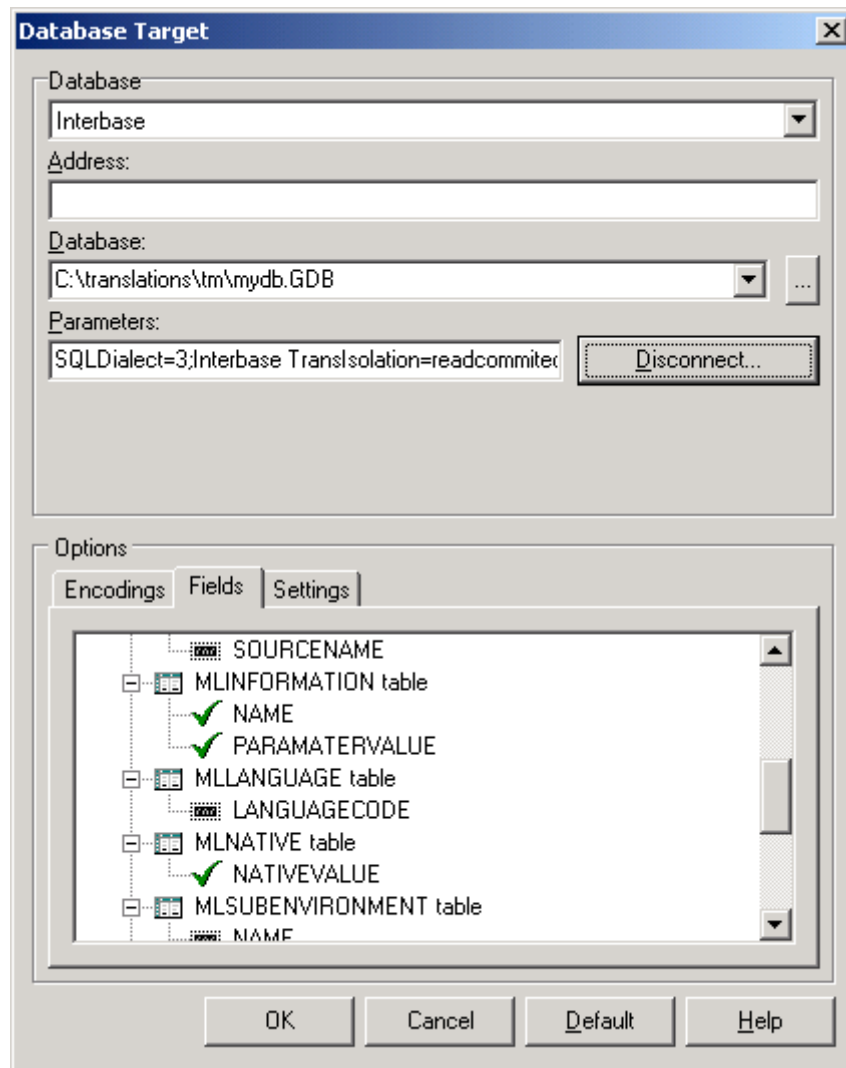 Database Target
Database
Interbase
Address:
Database:
C:\translations\tm\mydb.GDB
...
Parameters:
SQLDialect=3;Interbase TransIsolation=readcommited
Disconnect...
Options
Encodings Fields Settings
SOURCENAME
MLINFORMATION table
NAME
PARAMATERVALUE
MLLANGUAGE table
LANGUAGECODE
MLNATIVE table
NATIVEVALUE
MLSUBENVIRONMENT table
NAME
OK Cancel Default Help